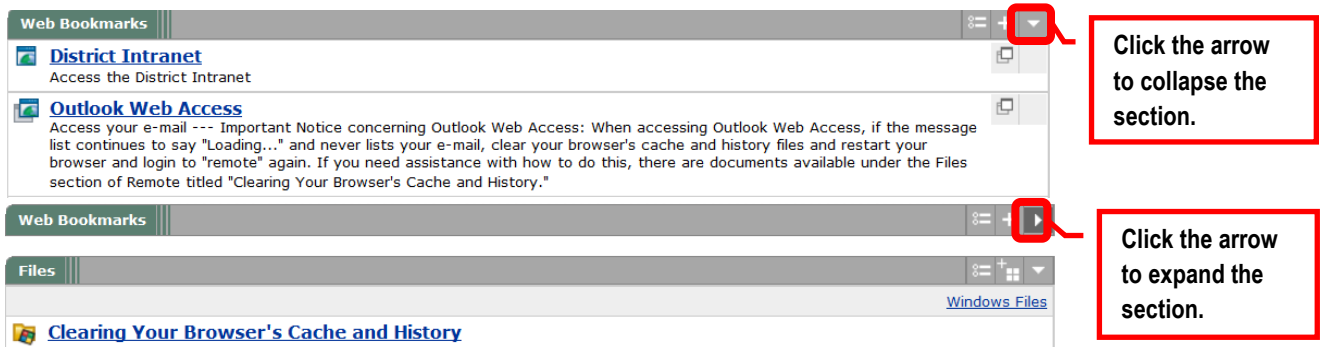 Web Bookmarks
District Intranet
Access the District Intranet
Outlook Web Access
Access your e-mail --- Important Notice concerning Outlook Web Access: When accessing Outlook Web Access, if the message
list continues to say "Loading..." and never lists your e-mail, clear your browser's cache and history files and restart your
browser and login to "remote" again. If you need assistance with how to do this, there are documents available under the Files
section of Remote titled "Clearing Your Browser's Cache and History."
Click the arrow
to collapse the
section.
Web Bookmarks
Click the arrow
to expand the
section.
Files
Windows Files
Clearing Your Browser's Cache and History